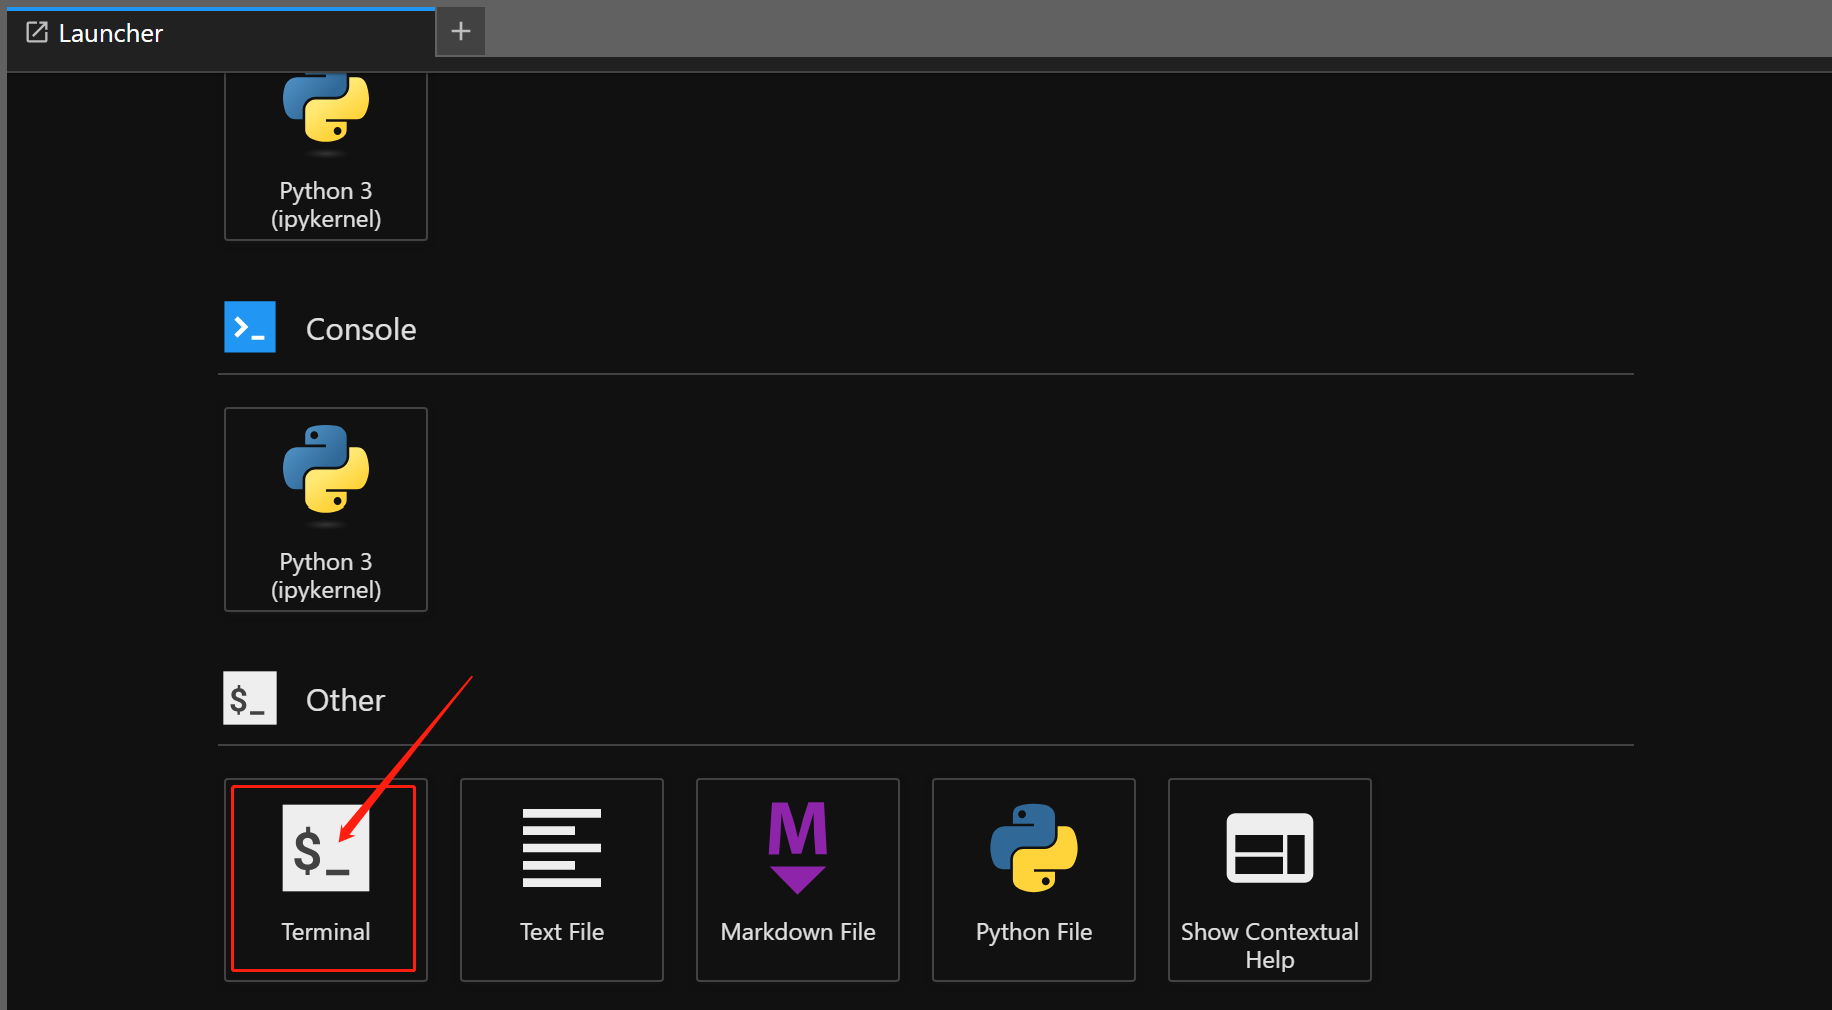 Launcher
Python 3
(ipykernel)
Console
Python 3
(ipykernel)
$_ Other
$_
Terminal
Text File
M
Markdown File
Python File
Show Contextual
Help